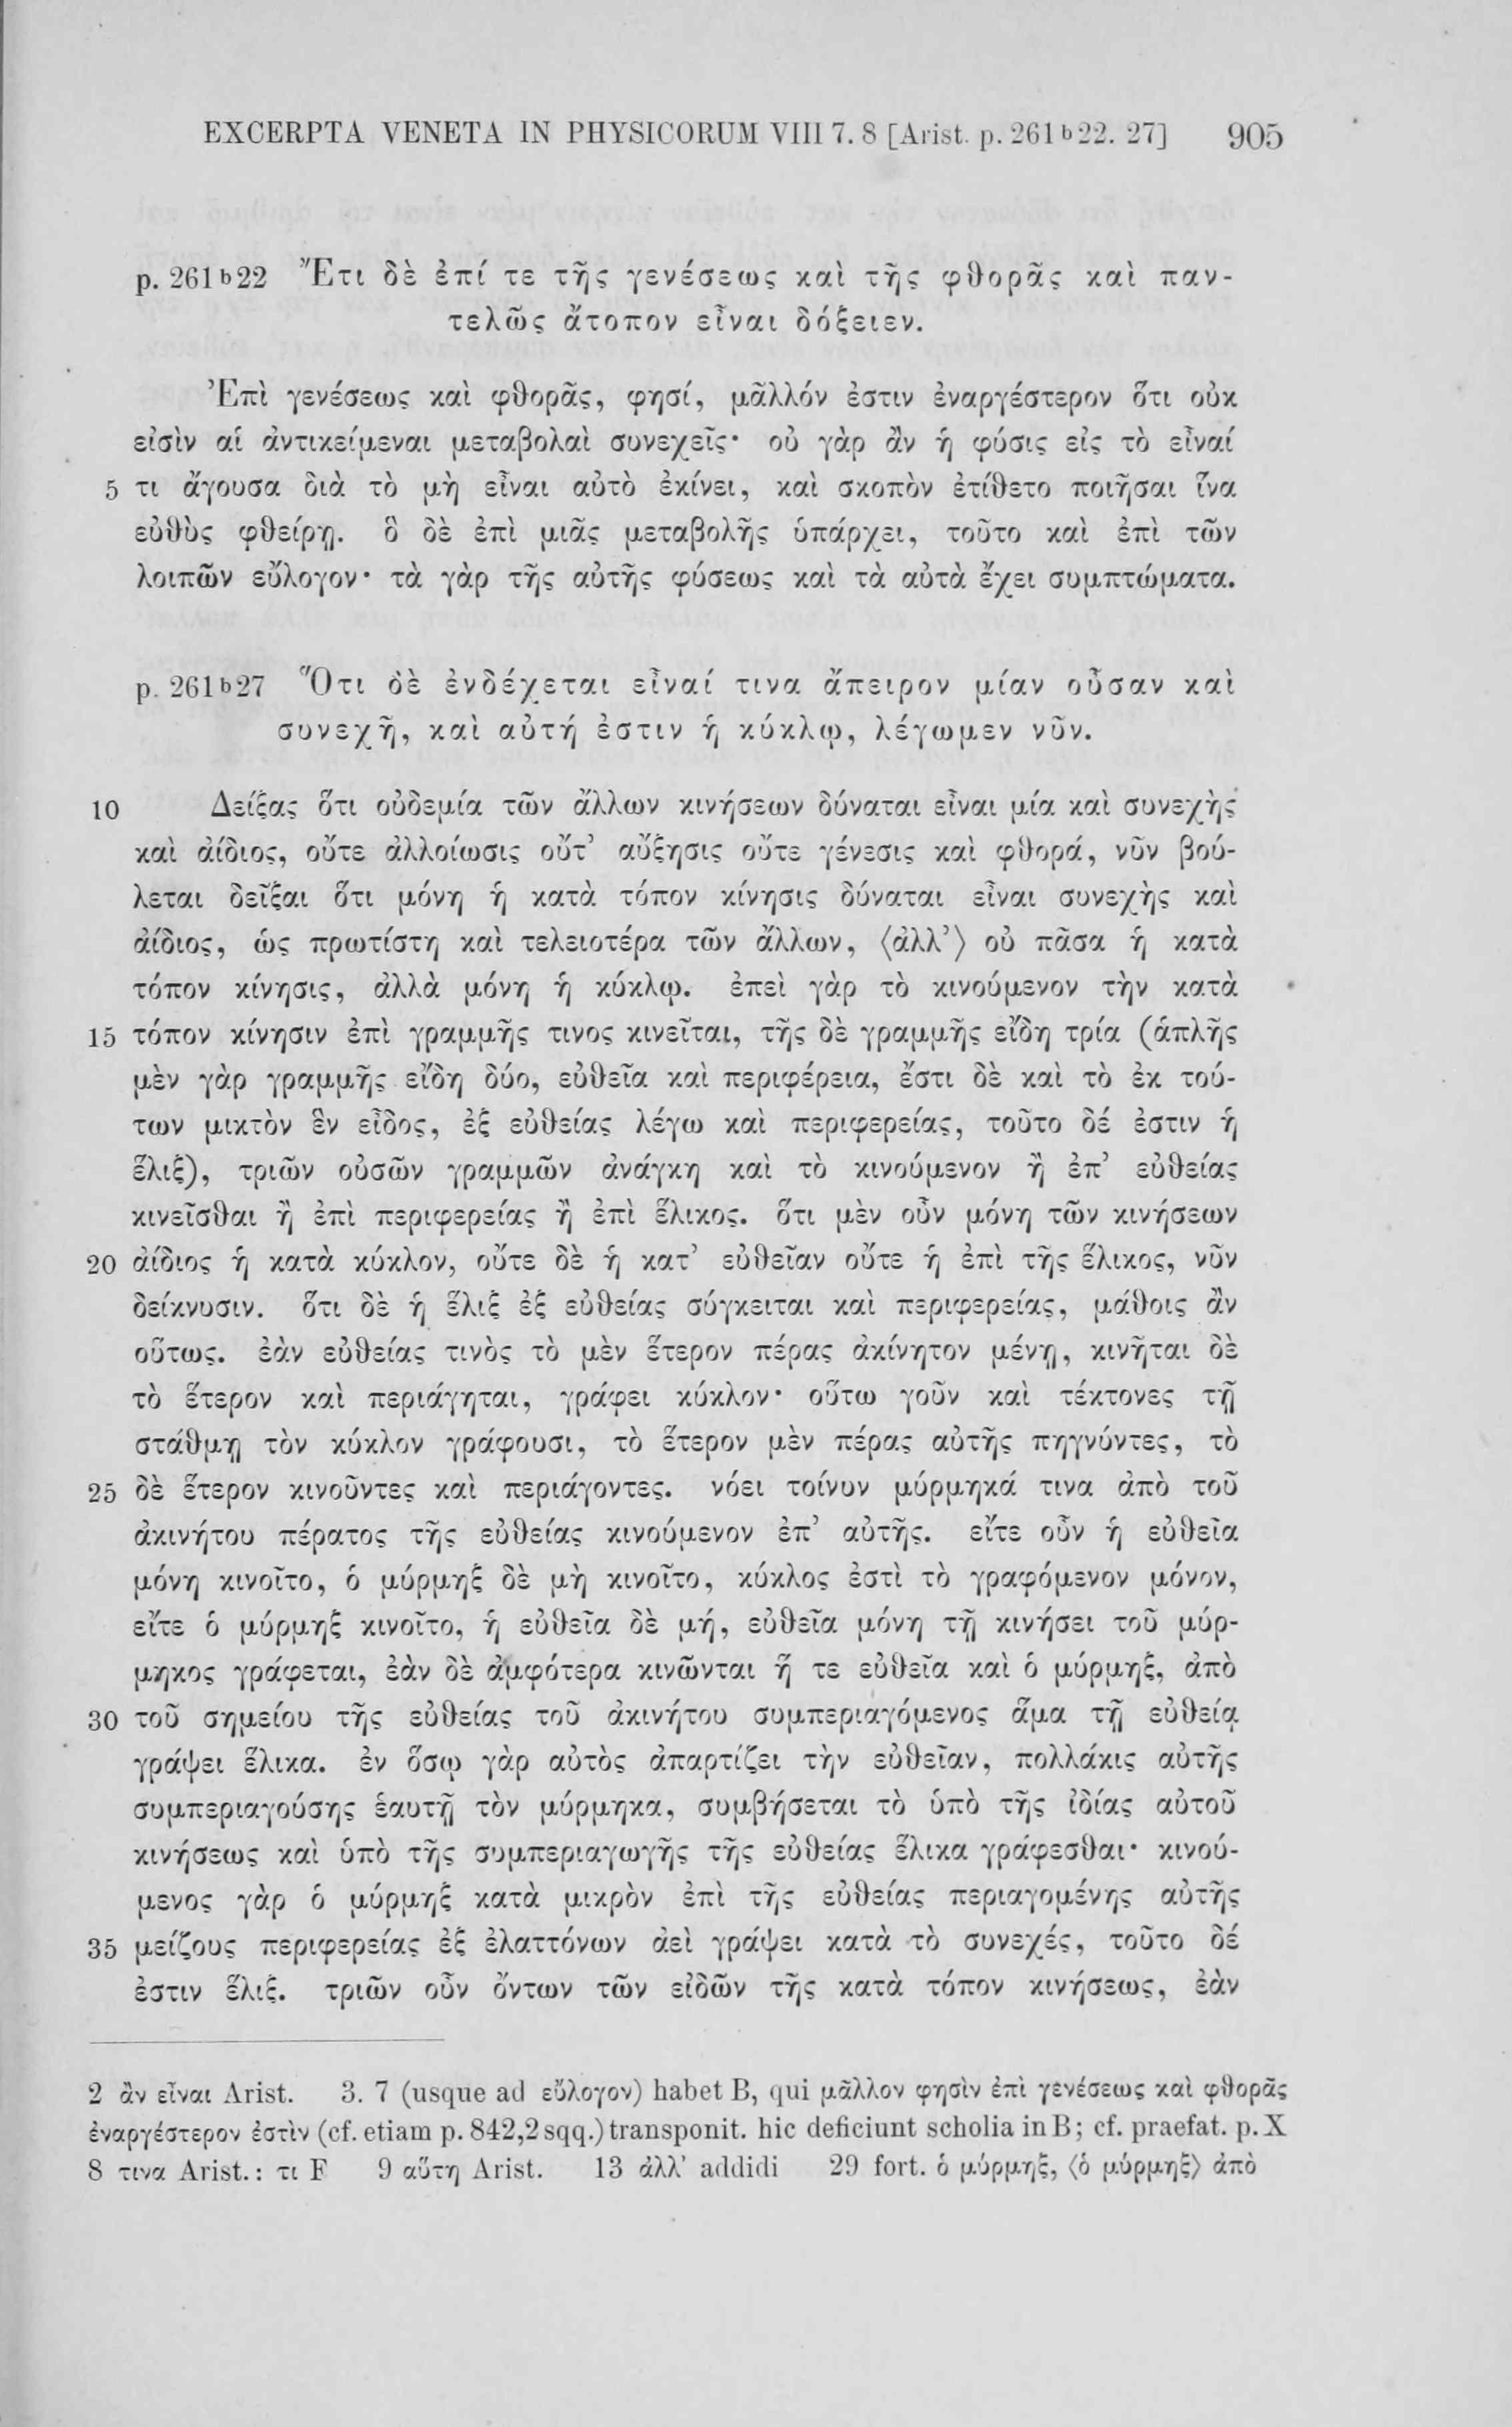 EXCERPTA VENETA IN PHYSICORUM VIII 7. 8 [Arist. p. 261 b 22. 27] 905
p. 261 b 22 Ἔτι δὲ ἐπί τε τῆς γενέσεως καὶ τῆς φθορᾶς καὶ παν-
τελῶς ἄτοπον εἶναι δόξειεν.
Ἐπὶ γενέσεως καὶ φθορᾶς, φησί, μᾶλλόν ἐστιν ἐναργέστερον ὅτι οὐκ
εἰσὶν αἱ ἀντικείμεναι μεταβολαὶ συνεχεῖς· οὐ γὰρ ἂν ἡ φύσις εἰς τὸ εἶναί
5 τι ἄγουσα διὰ τὸ μὴ εἶναι αὐτὸ ἐκίνει, καὶ σκοπὸν ἐτίθετο ποιῆσαι ἵνα
εὐθὺς φθείρῃ. ὃ δὲ ἐπὶ μιᾶς μεταβολῆς ὑπάρχει, τοῦτο καὶ ἐπὶ τῶν
λοιπῶν εὔλογον· τὰ γὰρ τῆς αὐτῆς φύσεως καὶ τὰ αὐτὰ ἔχει συμπτώματα.
p. 261 b 27 Ὅτι δὲ ἐνδέχεται εἶναί τινα ἄπειρον μίαν οὖσαν καὶ
συνεχῆ, καὶ αὐτή ἐστιν ἡ κύκλῳ, λέγωμεν νῦν.
10 Δείξας ὅτι οὐδεμία τῶν ἄλλων κινήσεων δύναται εἶναι μία καὶ συνεχὴς
καὶ ἀίδιος, οὔτε ἀλλοίωσις οὔτ’ αὔξησις οὔτε γένεσις καὶ φθορά, νῦν βού-
λεται δεῖξαι ὅτι μόνη ἡ κατὰ τόπον κίνησις δύναται εἶναι συνεχὴς καὶ
ἀίδιος, ὡς πρωτίστη καὶ τελειοτέρα τῶν ἄλλων, ⟨ἀλλ’⟩ οὐ πᾶσα ἡ κατὰ
τόπον κίνησις, ἀλλὰ μόνη ἡ κύκλῳ. ἐπεὶ γὰρ τὸ κινούμενον τὴν κατὰ
15 τόπον κίνησιν ἐπὶ γραμμῆς τινος κινεῖται, τῆς δὲ γραμμῆς εἴδη τρία (ἁπλῆς
μὲν γὰρ γραμμῆς εἴδη δύο, εὐθεῖα καὶ περιφέρεια, ἔστι δὲ καὶ τὸ ἐκ τού-
των μικτὸν ἓν εἶδος, ἐξ εὐθείας λέγω καὶ περιφερείας, τοῦτο δέ ἐστιν ἡ
ἕλιξ), τριῶν οὐσῶν γραμμῶν ἀνάγκη καὶ τὸ κινούμενον ἢ ἐπ’ εὐθείας
κινεῖσθαι ἢ ἐπὶ περιφερείας ἢ ἐπὶ ἕλικος. ὅτι μὲν οὖν μόνη τῶν κινήσεων
20 ἀίδιος ἡ κατὰ κύκλον, οὔτε δὲ ἡ κατ’ εὐθεῖαν οὔτε ἡ ἐπὶ τῆς ἕλικος, νῦν
δείκνυσιν. ὅτι δὲ ἡ ἕλιξ ἐξ εὐθείας σύγκειται καὶ περιφερείας, μάθοις ἂν
οὕτως. ἐὰν εὐθείας τινὸς τὸ μὲν ἕτερον πέρας ἀκίνητον μένῃ, κινῆται δὲ
τὸ ἕτερον καὶ περιάγηται, γράφει κύκλον· οὕτω γοῦν καὶ τέκτονες τῇ
στάθμῃ τὸν κύκλον γράφουσι, τὸ ἕτερον μὲν πέρας αὐτῆς πηγνύντες, τὸ
25 δὲ ἕτερον κινοῦντες καὶ περιάγοντες. νόει τοίνυν μύρμηκά τινα ἀπὸ τοῦ
ἀκινήτου πέρατος τῆς εὐθείας κινούμενον ἐπ’ αὐτῆς. εἴτε οὖν ἡ εὐθεῖα
μόνη κινοῖτο, ὁ μύρμηξ δὲ μὴ κινοῖτο, κύκλος ἐστὶ τὸ γραφόμενον μόνον,
εἴτε ὁ μύρμηξ κινοῖτο, ἡ εὐθεῖα δὲ μή, εὐθεῖα μόνη τῇ κινήσει τοῦ μύρ-
μηκος γράφεται, ἐὰν δὲ ἀμφότερα κινῶνται ἥ τε εὐθεῖα καὶ ὁ μύρμηξ, ἀπὸ
30 τοῦ σημείου τῆς εὐθείας τοῦ ἀκινήτου συμπεριαγόμενος ἅμα τῇ εὐθείᾳ
γράψει ἕλικα. ἐν ὅσῳ γὰρ αὐτὸς ἀπαρτίζει τὴν εὐθεῖαν, πολλάκις αὐτῆς
συμπεριαγούσης ἑαυτῇ τὸν μύρμηκα, συμβήσεται τὸ ὑπὸ τῆς ἰδίας αὐτοῦ
κινήσεως καὶ ὑπὸ τῆς συμπεριαγωγῆς τῆς εὐθείας ἕλικα γράφεσθαι· κινού-
μενος γὰρ ὁ μύρμηξ κατὰ μικρὸν ἐπὶ τῆς εὐθείας περιαγομένης αὐτῆς
35 μείζους περιφερείας ἐξ ἐλαττόνων ἀεὶ γράψει κατὰ τὸ συνεχές, τοῦτο δέ
ἐστιν ἕλιξ. τριῶν οὖν ὄντων τῶν εἰδῶν τῆς κατὰ τόπον κινήσεως, ἐὰν
2 ἂν εἶναι Arist. 3. 7 (usque ad εὔλογον) habet B, qui μᾶλλον φησὶν ἐπὶ γενέσεως καὶ φθορᾶς
ἐναργέστερον ἐστὶν (cf. etiam p. 842,2 sqq.) transponit. hic deficiunt scholia in B; cf. praefat. p. X
8 τινα Arist.: τι F 9 αὕτη Arist. 13 ἀλλ’ addidi 29 fort. ὁ μύρμηξ, ⟨ὁ μύρμηξ⟩ ἀπὸ